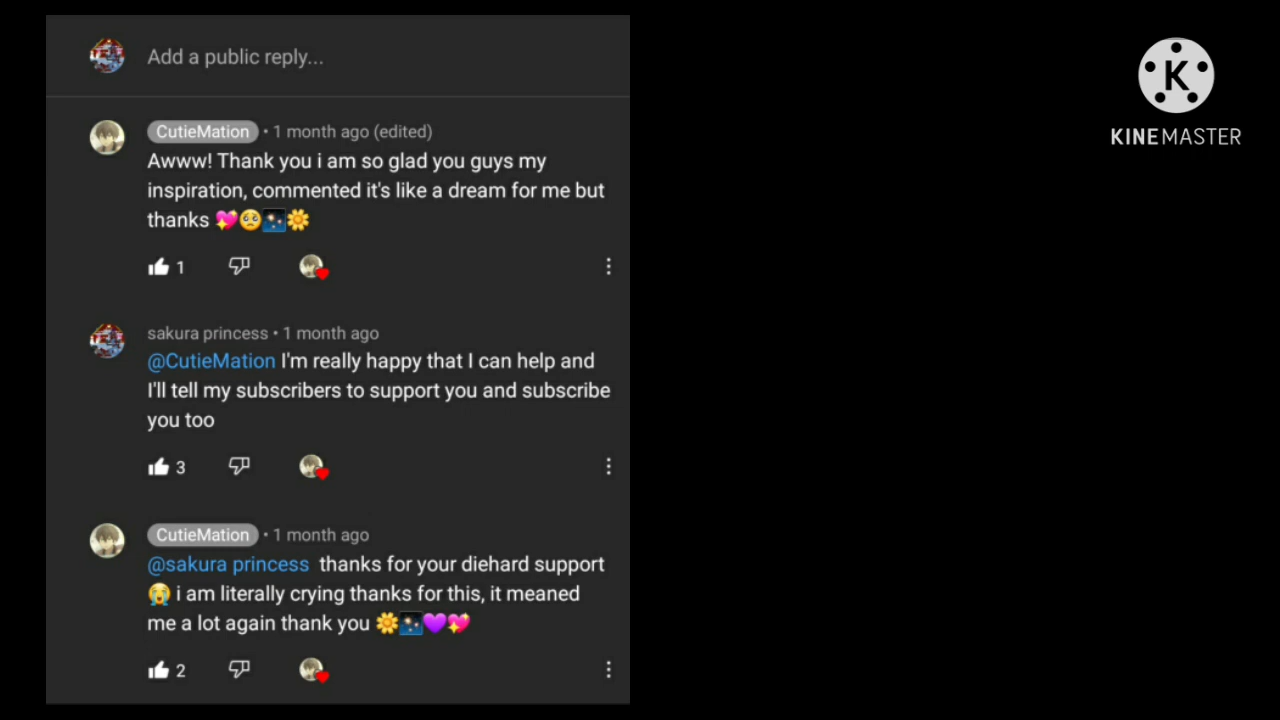 Add a public reply...
CutieMation • 1 month ago (edited)
Awww! Thank you i am so glad you guys my
inspiration, commented it's like a dream for me but
thanks 💖🥺🌌🌼
1
sakura princess • 1 month ago
@CutieMation I'm really happy that I can help and
I'll tell my subscribers to support you and subscribe
you too
3
CutieMation • 1 month ago
@sakura princess thanks for your diehard support
😭 i am literally crying thanks for this, it meaned
me a lot again thank you 🌼🌌💜💖
2
K
KINEMASTER